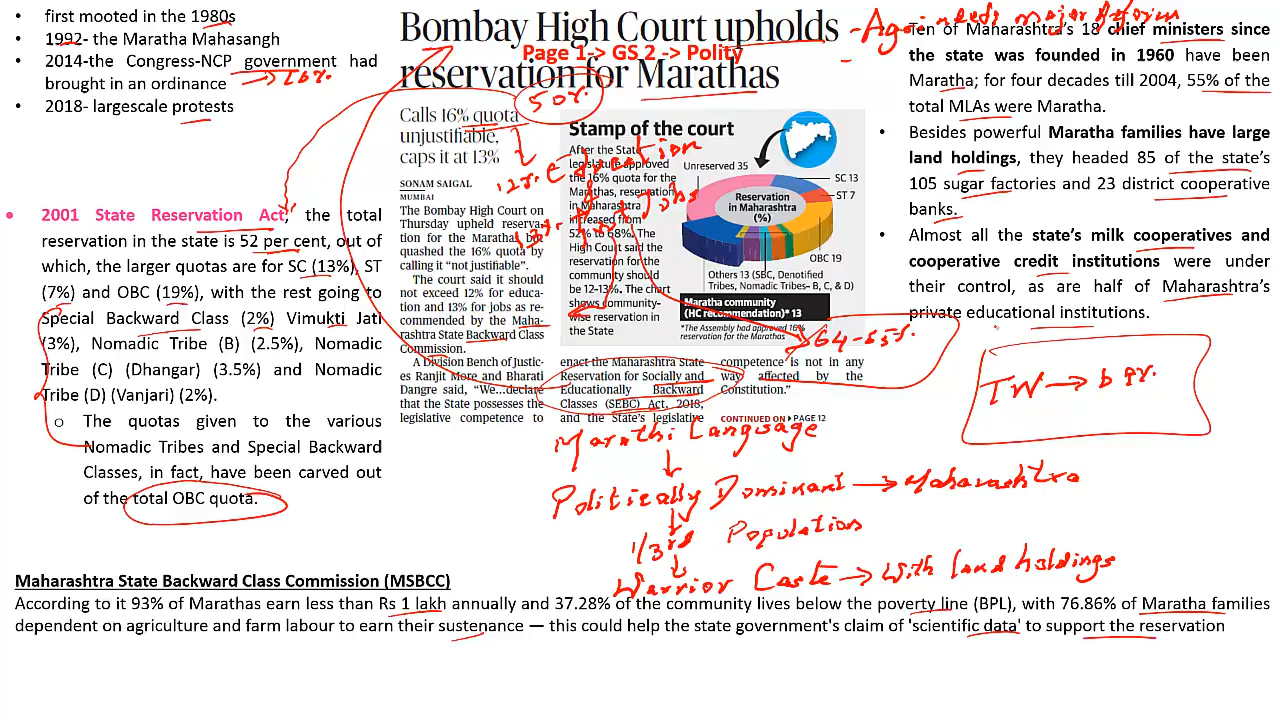 first mooted in the 1980s
1992- the Maratha Mahasangh
2014-the Congress-NCP government had
brought in an ordinance
→ 16%
2018- largescale protests
2001 State Reservation Act, the total
reservation in the state is 52 per cent, out of
which, the larger quotas are for SC (13%), ST
(7%) and OBC (19%), with the rest going to
Special Backward Class (2%) Vimukti Jati
(3%), Nomadic Tribe (B) (2.5%), Nomadic
Tribe (C) (Dhangar) (3.5%) and Nomadic
Tribe (D) (Vanjari) (2%).
The quotas given to the various
Nomadic Tribes and Special Backward
Classes, in fact, have been carved out
of the total OBC quota.
Bombay High Court upholds
Page 1-> GS 2 -> Polity
reservation for Marathas
50%
Calls 16% quota
unjustifiable,
caps it at 13%
12% Education
13% Jobs
SONAM SAIGAL
MUMBAI
The Bombay High Court on
Thursday upheld reserva-
tion for the Marathas but
quashed the 16% quota by
calling it "not justifiable".
The court said it should
not exceed 12% for educa-
tion and 13% for jobs as re-
commended by the Maha-
rashtra State Backward Class
Commission.
A Division Bench of Justic-
es Ranjit More and Bharati
Dangre said, "We...declare
that the State possesses the
legislative competence to
Stamp of the court
After the State
legislature approved
the 16% quota for the
Marathas, reservation
in Maharashtra
increased from
52% to 68%. The
High Court said the
reservation for the
community should
be 12-13%. The chart
shows community-
wise reservation in
the State
Unreserved 35
SC 13
ST 7
Reservation
in Maharashtra
(%)
OBC 19
Others 13 (SBC, Denotified
Tribes, Nomadic Tribes– B, C, & D)
Maratha community
(HC recommendation)* 13
*The Assembly had approved 16%
reservation for the Marathas
64-65%
enact the Maharashtra State
Reservation for Socially and
Educationally Backward
Classes (SEBC) Act, 2018,
and the State's legislative
competence is not in any
way affected by the
Constitution."
CONTINUED ON ▶ PAGE 12
Marathi Language
Politically Dominant → Maharashtra
1/3rd Population
Warrior Caste → with land holdings
Ten of Maharashtra's 18 chief ministers since
the state was founded in 1960 have been
Maratha; for four decades till 2004, 55% of the
total MLAs were Maratha.
Besides powerful Maratha families have large
land holdings, they headed 85 of the state's
105 sugar factories and 23 district cooperative
banks.
Almost all the state's milk cooperatives and
cooperative credit institutions were under
their control, as are half of Maharashtra's
private educational institutions.
TN →
Maharashtra State Backward Class Commission (MSBCC)
According to it 93% of Marathas earn less than Rs 1 lakh annually and 37.28% of the community lives below the poverty line (BPL), with 76.86% of Maratha families
dependent on agriculture and farm labour to earn their sustenance — this could help the state government's claim of 'scientific data' to support the reservation